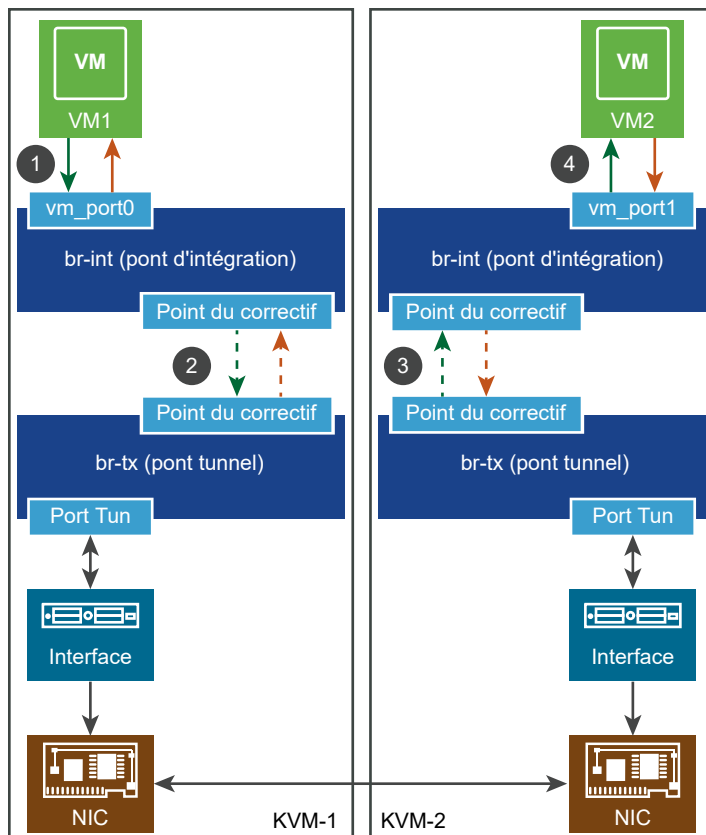 VM
VM1
1
vm_port0
br-int (pont d'intégration)
Point du correctif
2
Point du correctif
br-tx (pont tunnel)
Port Tun
Interface
NIC
KVM-1
VM
VM2
4
vm_port1
br-int (pont d'intégration)
Point du correctif
3
Point du correctif
br-tx (pont tunnel)
Port Tun
Interface
NIC
KVM-2